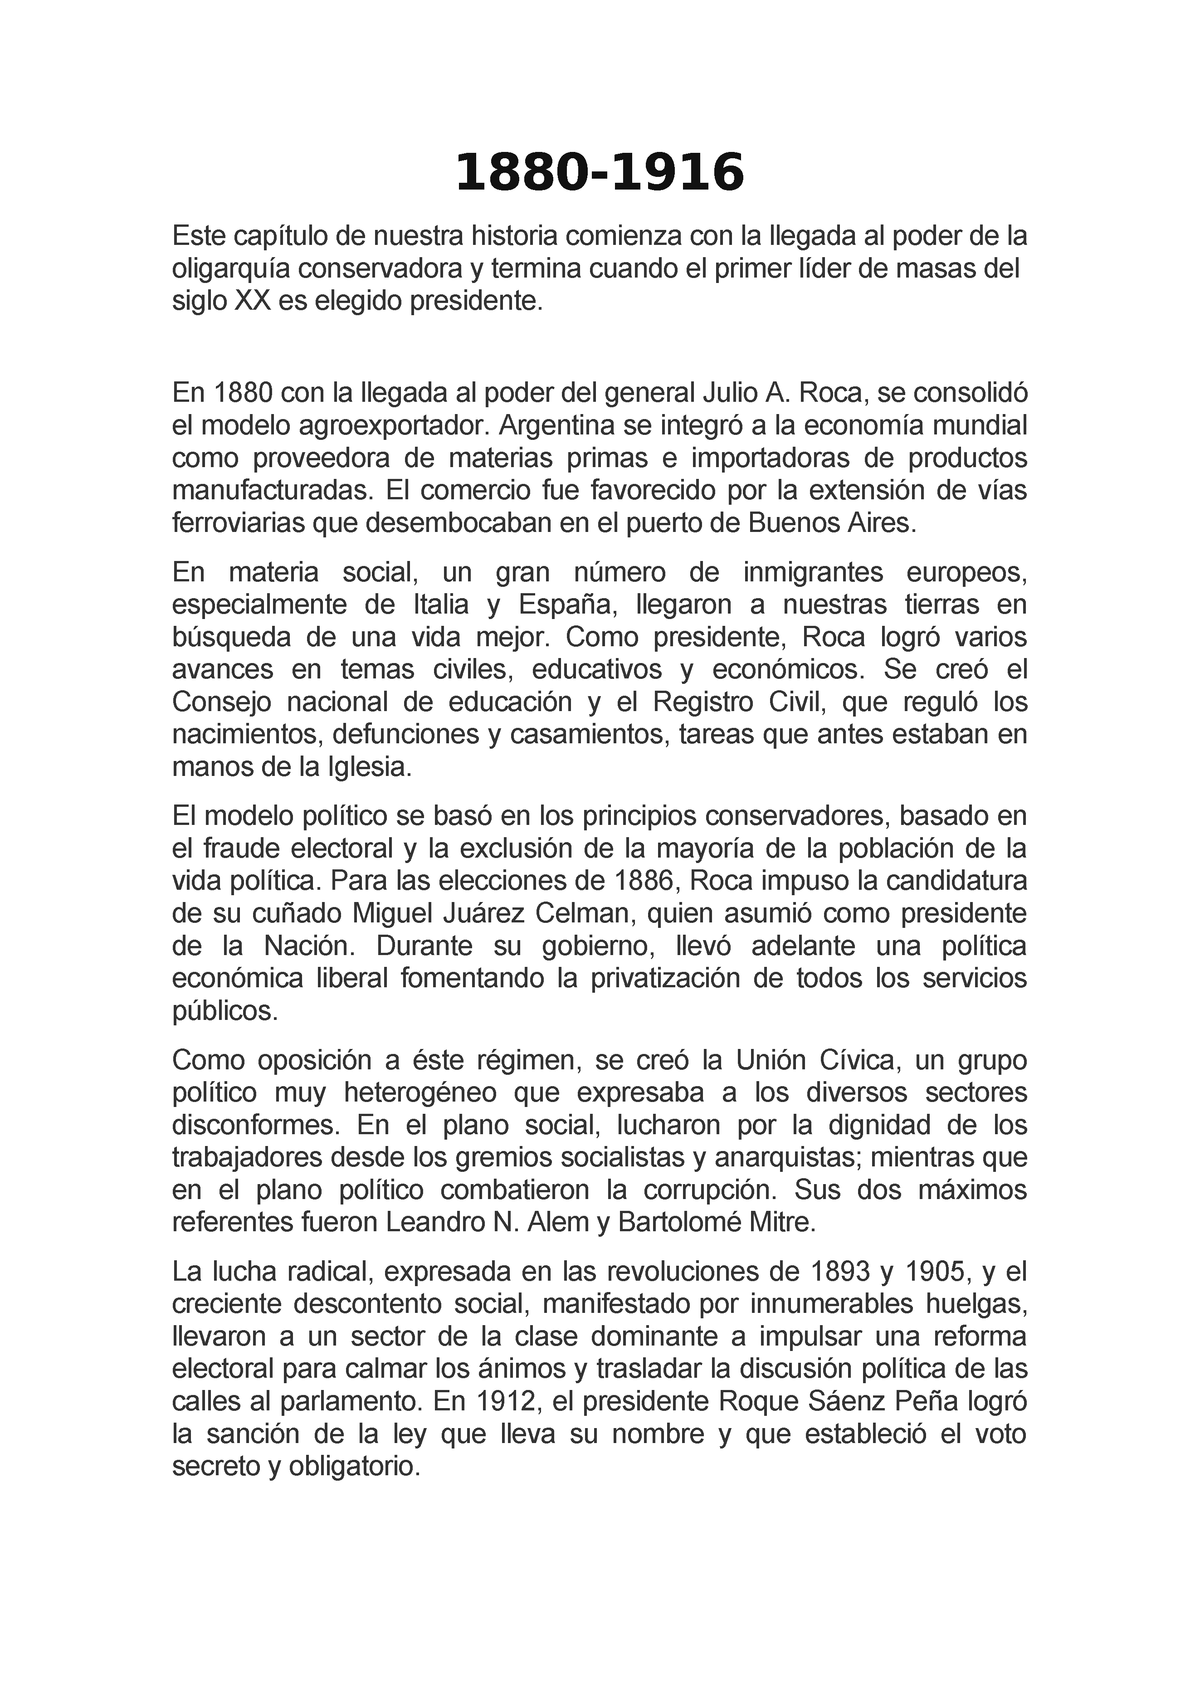 1880-1916
Este capítulo de nuestra historia comienza con la llegada al poder de la
oligarquía conservadora y termina cuando el primer líder de masas del
siglo XX es elegido presidente.
En 1880 con la llegada al poder del general Julio A. Roca, se consolidó
el modelo agroexportador. Argentina se integró a la economía mundial
como proveedora de materias primas e importadoras de productos
manufacturadas. El comercio fue favorecido por la extensión de vías
ferroviarias que desembocaban en el puerto de Buenos Aires.
En materia social, un gran número de inmigrantes europeos,
especialmente de Italia y España, llegaron a nuestras tierras en
búsqueda de una vida mejor. Como presidente, Roca logró varios
avances en temas civiles, educativos y económicos. Se creó el
Consejo nacional de educación y el Registro Civil, que reguló los
nacimientos, defunciones y casamientos, tareas que antes estaban en
manos de la Iglesia.
El modelo político se basó en los principios conservadores, basado en
el fraude electoral y la exclusión de la mayoría de la población de la
vida política. Para las elecciones de 1886, Roca impuso la candidatura
de su cuñado Miguel Juárez Celman, quien asumió como presidente
de la Nación. Durante su gobierno, llevó adelante una política
económica liberal fomentando la privatización de todos los servicios
públicos.
Como oposición a éste régimen, se creó la Unión Cívica, un grupo
político muy heterogéneo que expresaba a los diversos sectores
disconformes. En el plano social, lucharon por la dignidad de los
trabajadores desde los gremios socialistas y anarquistas; mientras que
en el plano político combatieron la corrupción. Sus dos máximos
referentes fueron Leandro N. Alem y Bartolomé Mitre.
La lucha radical, expresada en las revoluciones de 1893 y 1905, y el
creciente descontento social, manifestado por innumerables huelgas,
llevaron a un sector de la clase dominante a impulsar una reforma
electoral para calmar los ánimos y trasladar la discusión política de las
calles al parlamento. En 1912, el presidente Roque Sáenz Peña logró
la sanción de la ley que lleva su nombre y que estableció el voto
secreto y obligatorio.